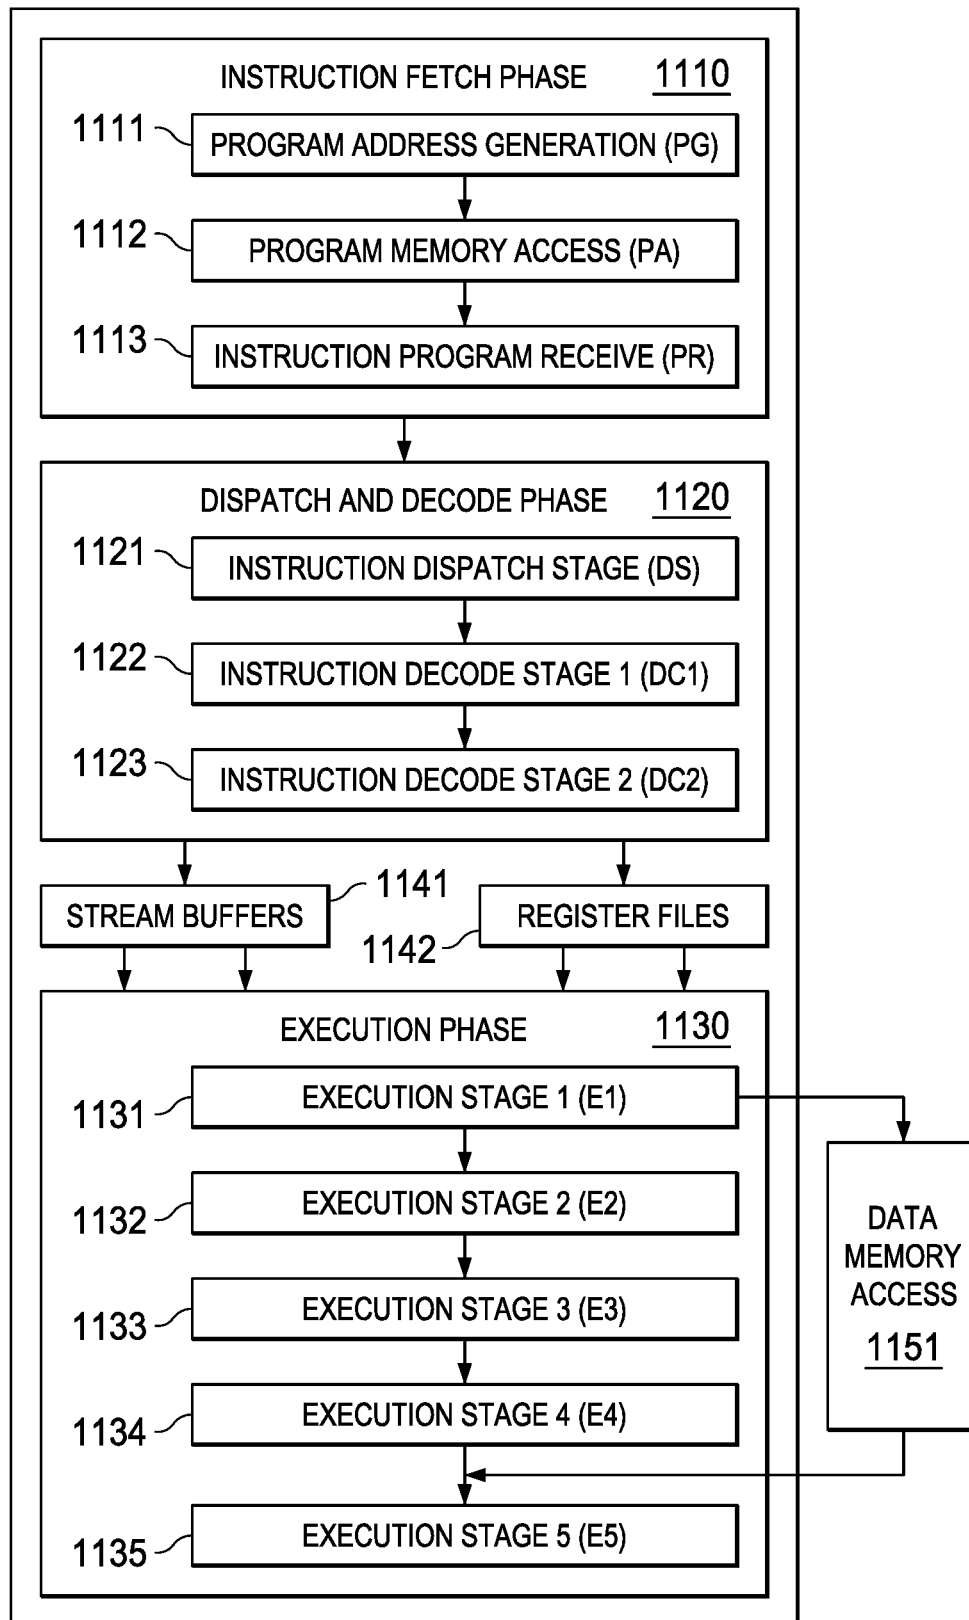 INSTRUCTION FETCH PHASE 1110
1111 PROGRAM ADDRESS GENERATION (PG)
1112 PROGRAM MEMORY ACCESS (PA)
1113 INSTRUCTION PROGRAM RECEIVE (PR)
DISPATCH AND DECODE PHASE 1120
1121 INSTRUCTION DISPATCH STAGE (DS)
1122 INSTRUCTION DECODE STAGE 1 (DC1)
1123 INSTRUCTION DECODE STAGE 2 (DC2)
STREAM BUFFERS 1141
1142 REGISTER FILES
EXECUTION PHASE 1130
1131 EXECUTION STAGE 1 (E1)
1132 EXECUTION STAGE 2 (E2)
1133 EXECUTION STAGE 3 (E3)
1134 EXECUTION STAGE 4 (E4)
1135 EXECUTION STAGE 5 (E5)
DATA
MEMORY
ACCESS
1151